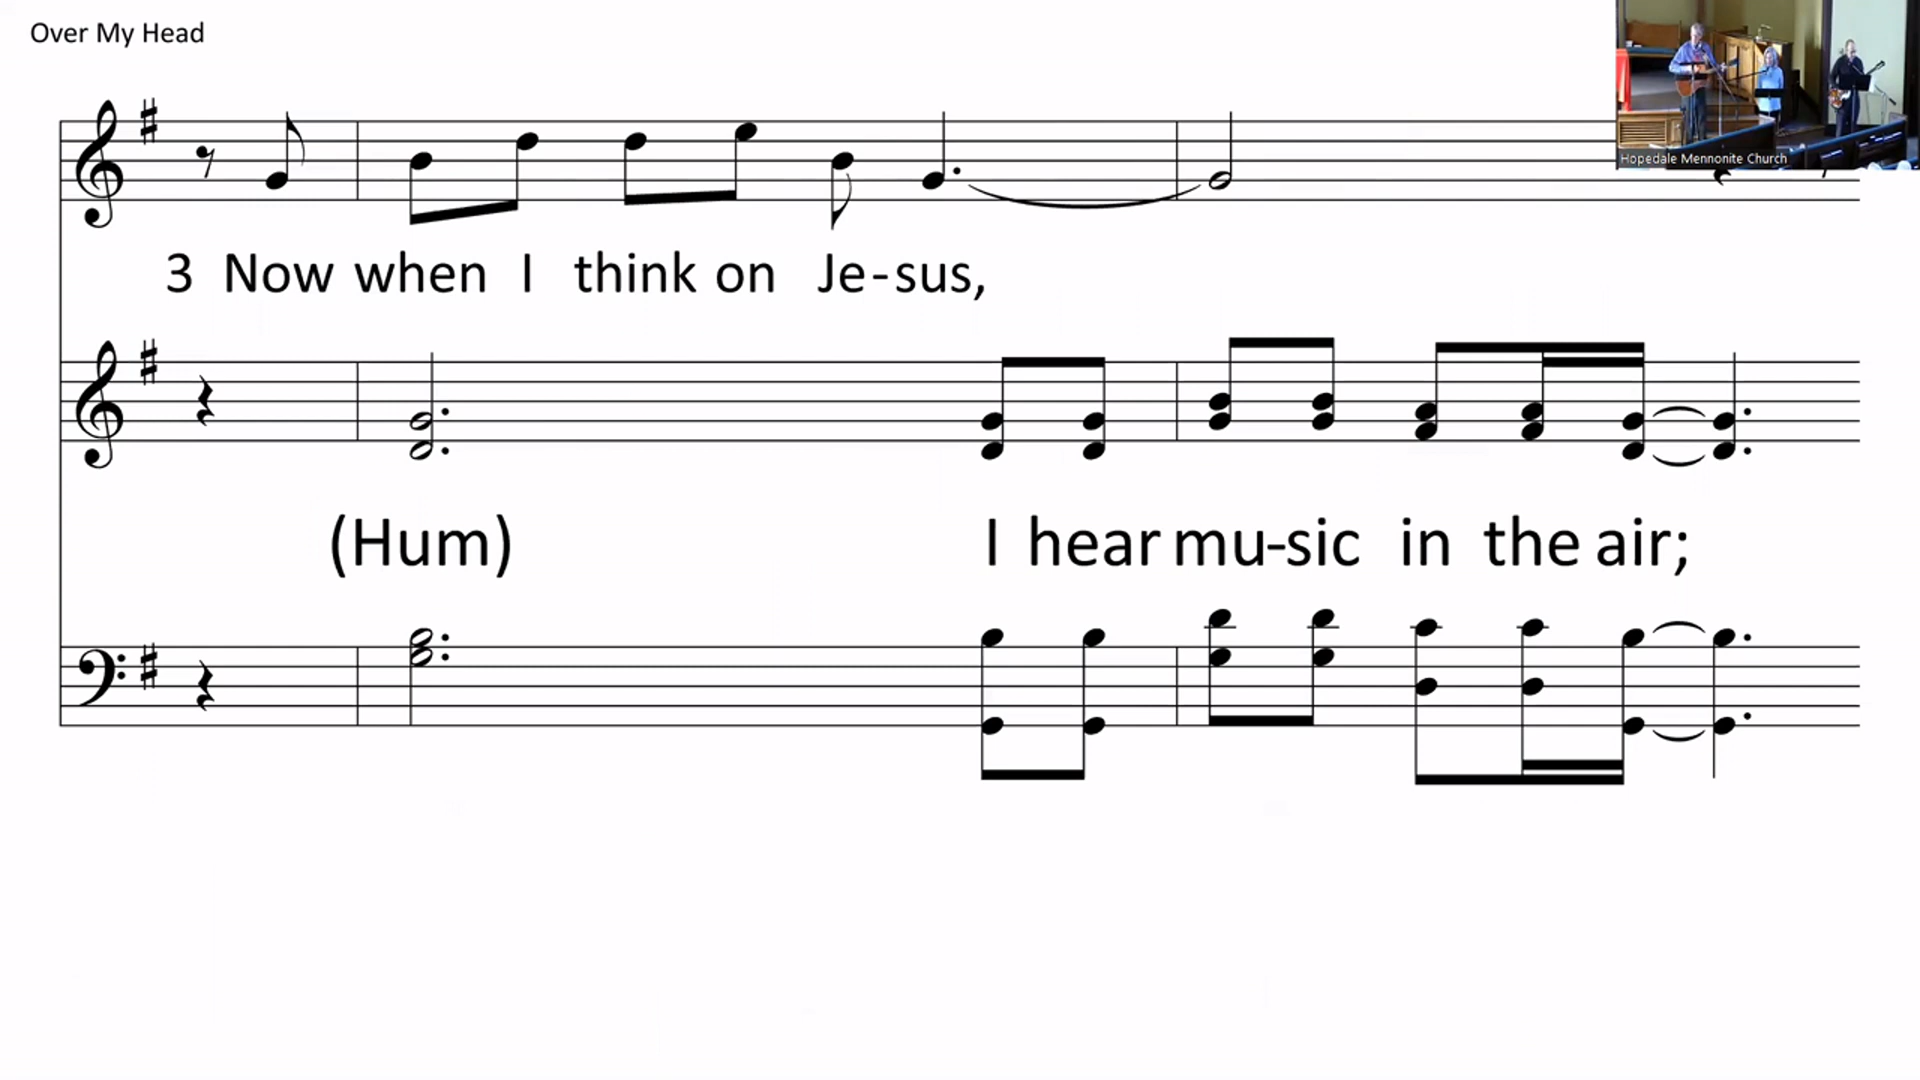 Over My Head
Hopedale Mennonite Church
3 Now when I think on Je-sus,
(Hum) I hear mu-sic in the air;